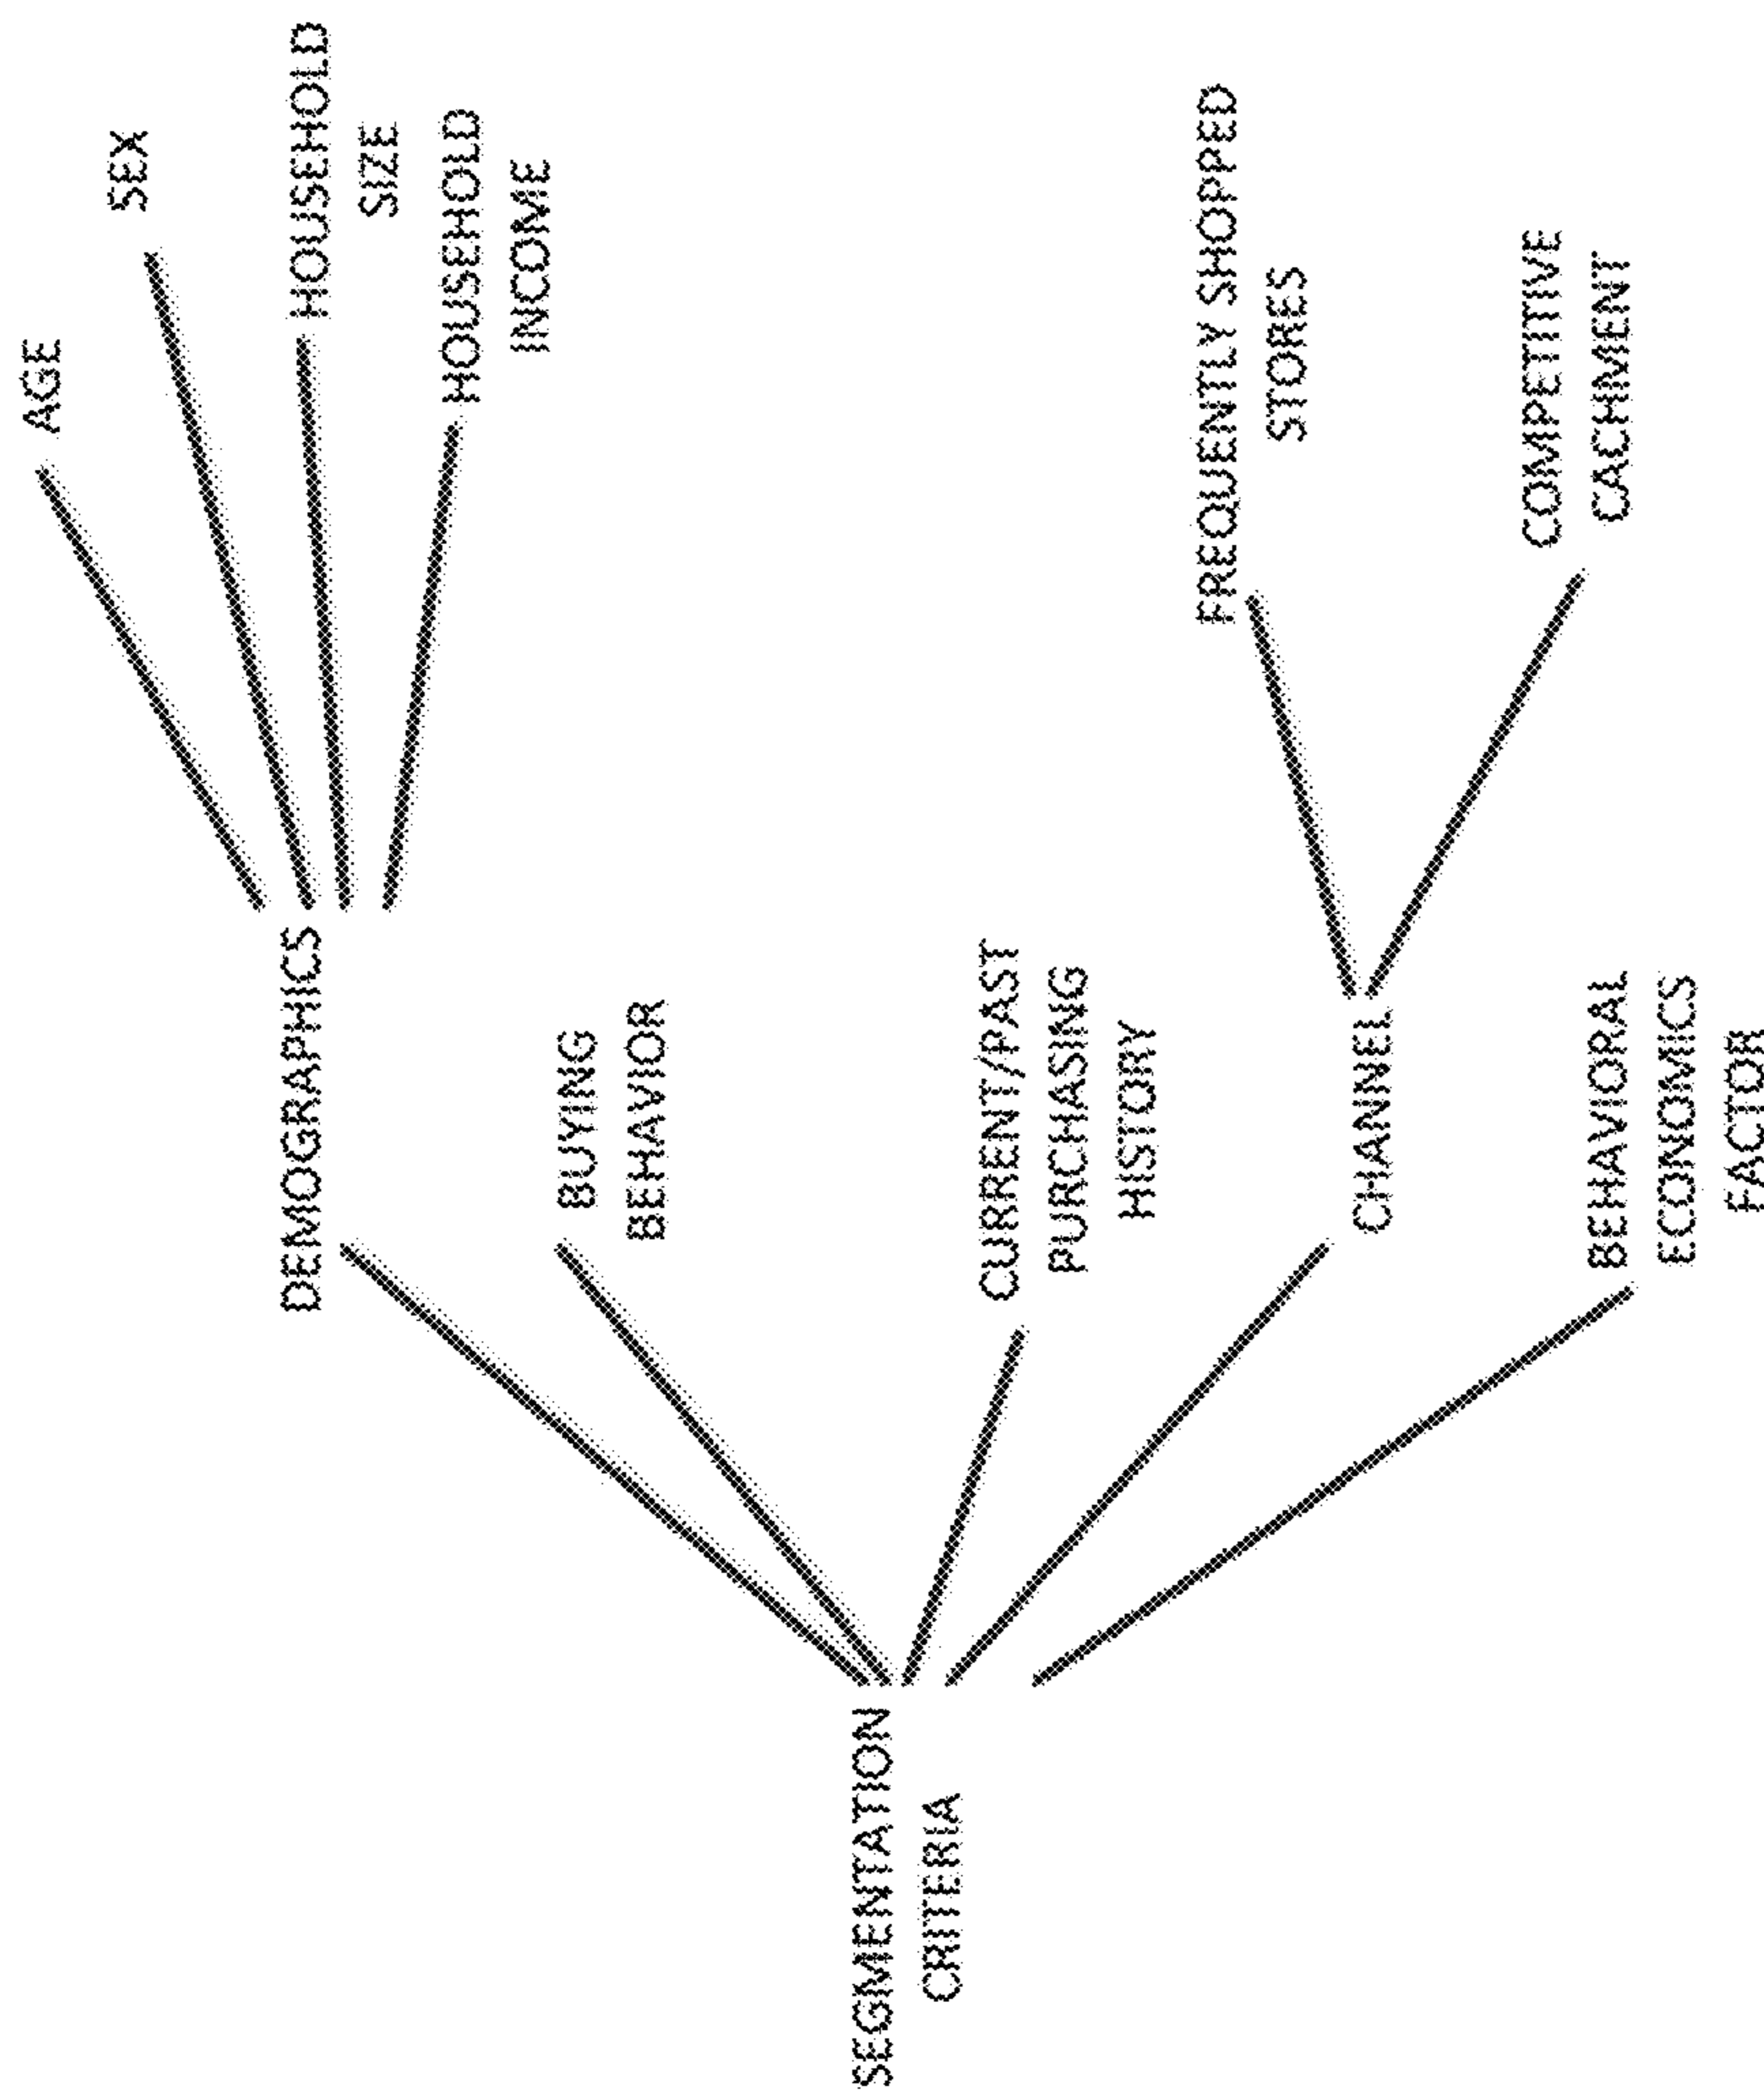 SEGMENTATION
CRITERIA
DEMOGRAPHICS
AGE
SEX
HOUSEHOLD
SIZE
HOUSEHOLD
INCOME
BUYING
BEHAVIOR
CURRENT/PAST
PURCHASING
HISTORY
CHANNEL
FREQUENTLY SHOPPED
STORES
COMPETITIVE
CACHMENT
BEHAVIORAL
ECONOMICS
FACTOR